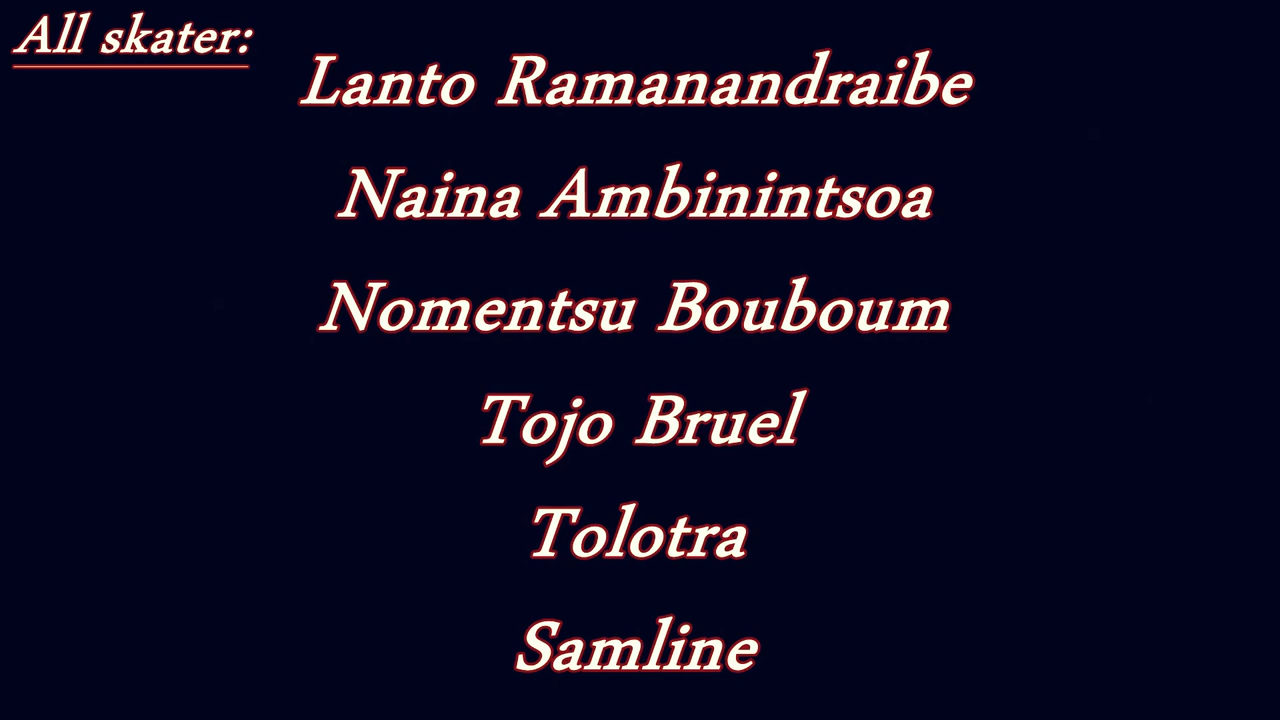 All skater:
Lanto Ramanandraibe
Naina Ambinintsoa
Nomentsu Bouboum
Tojo Bruel
Tolotra
Samline